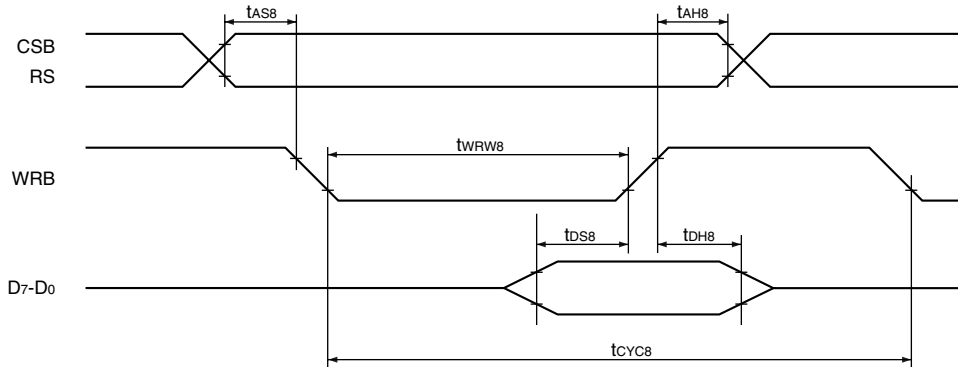 tAS8
tAH8
CSB
RS
tWRW8
WRB
tDS8
tDH8
D7-D0
tCYC8